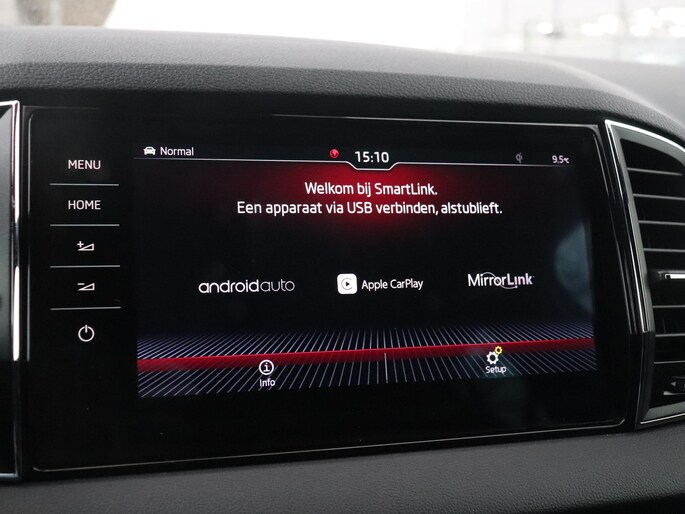 MENU
HOME
Normal
15:10
9.5°C
Welkom bij SmartLink.
Een apparaat via USB verbinden, alstublieft.
androidauto
Apple CarPlay
MirrorLink
Info
Setup